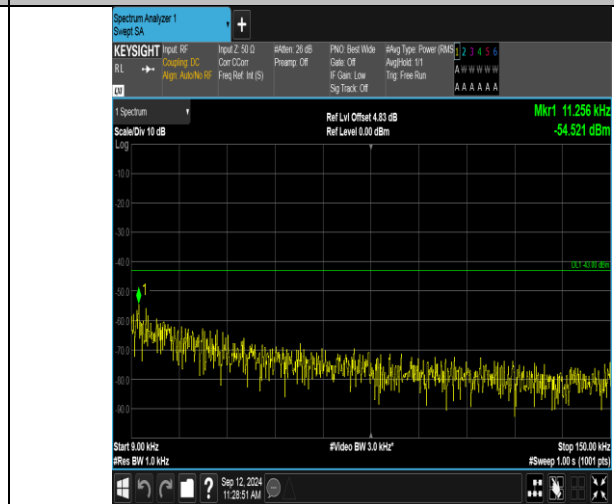 Spectrum Analyzer 1
Swept SA
+
KEYSIGHT Input: RF Input Z: 50 Ω #Atten: 26 dB PNO: Best Wide #Avg Type: Power (RMS 1 2 3 4 5 6
RL Coupling: DC Corr CCorr Preamp: Off Gate: Off Avg|Hold: 1/1 A W W W W W
Align: Auto/No RF Freq Ref: Int (S) IF Gain: Low Trig: Free Run
Sig Track: Off A A A A A A
LXI
1 Spectrum Ref Lvl Offset 4.83 dB Mkr1 11.256 kHz
Scale/Div 10 dB Ref Level 0.00 dBm -54.521 dBm
Log
-10.0
-20.0
-30.0
-40.0
DL1 -43.00 dBm
-50.0
1
-60.0
-70.0
-80.0
-90.0
Start 9.00 kHz #Video BW 3.0 kHz* Stop 150.00 kHz
#Res BW 1.0 kHz #Sweep 1.00 s (1001 pts)
? Sep 12, 2024
11:28:51 AM